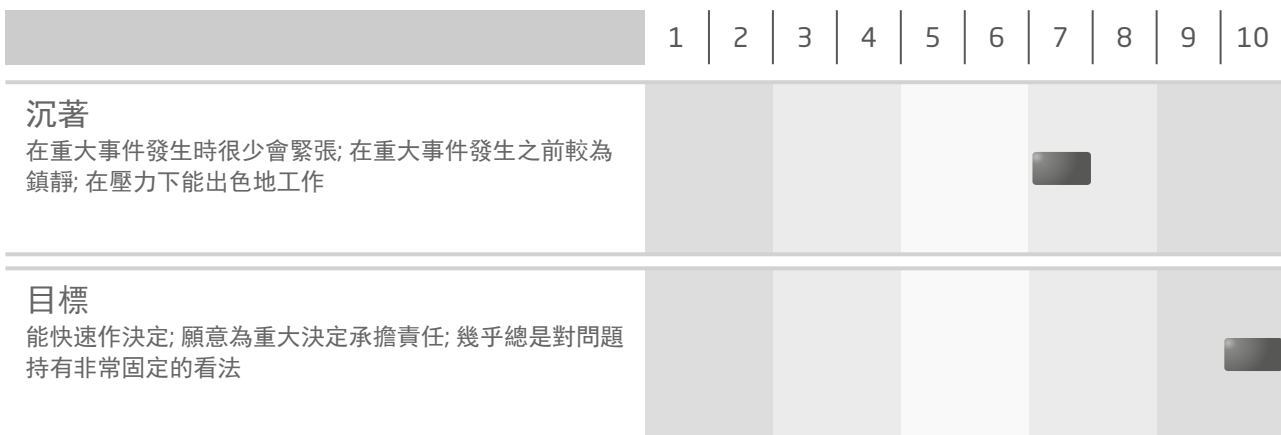 1 2 3 4 5 6 7 8 9 10
沉著
在重大事件發生時很少會緊張; 在重大事件發生之前較為
鎮靜; 在壓力下能出色地工作
目標
能快速作決定; 願意為重大決定承擔責任; 幾乎總是對問題
持有非常固定的看法